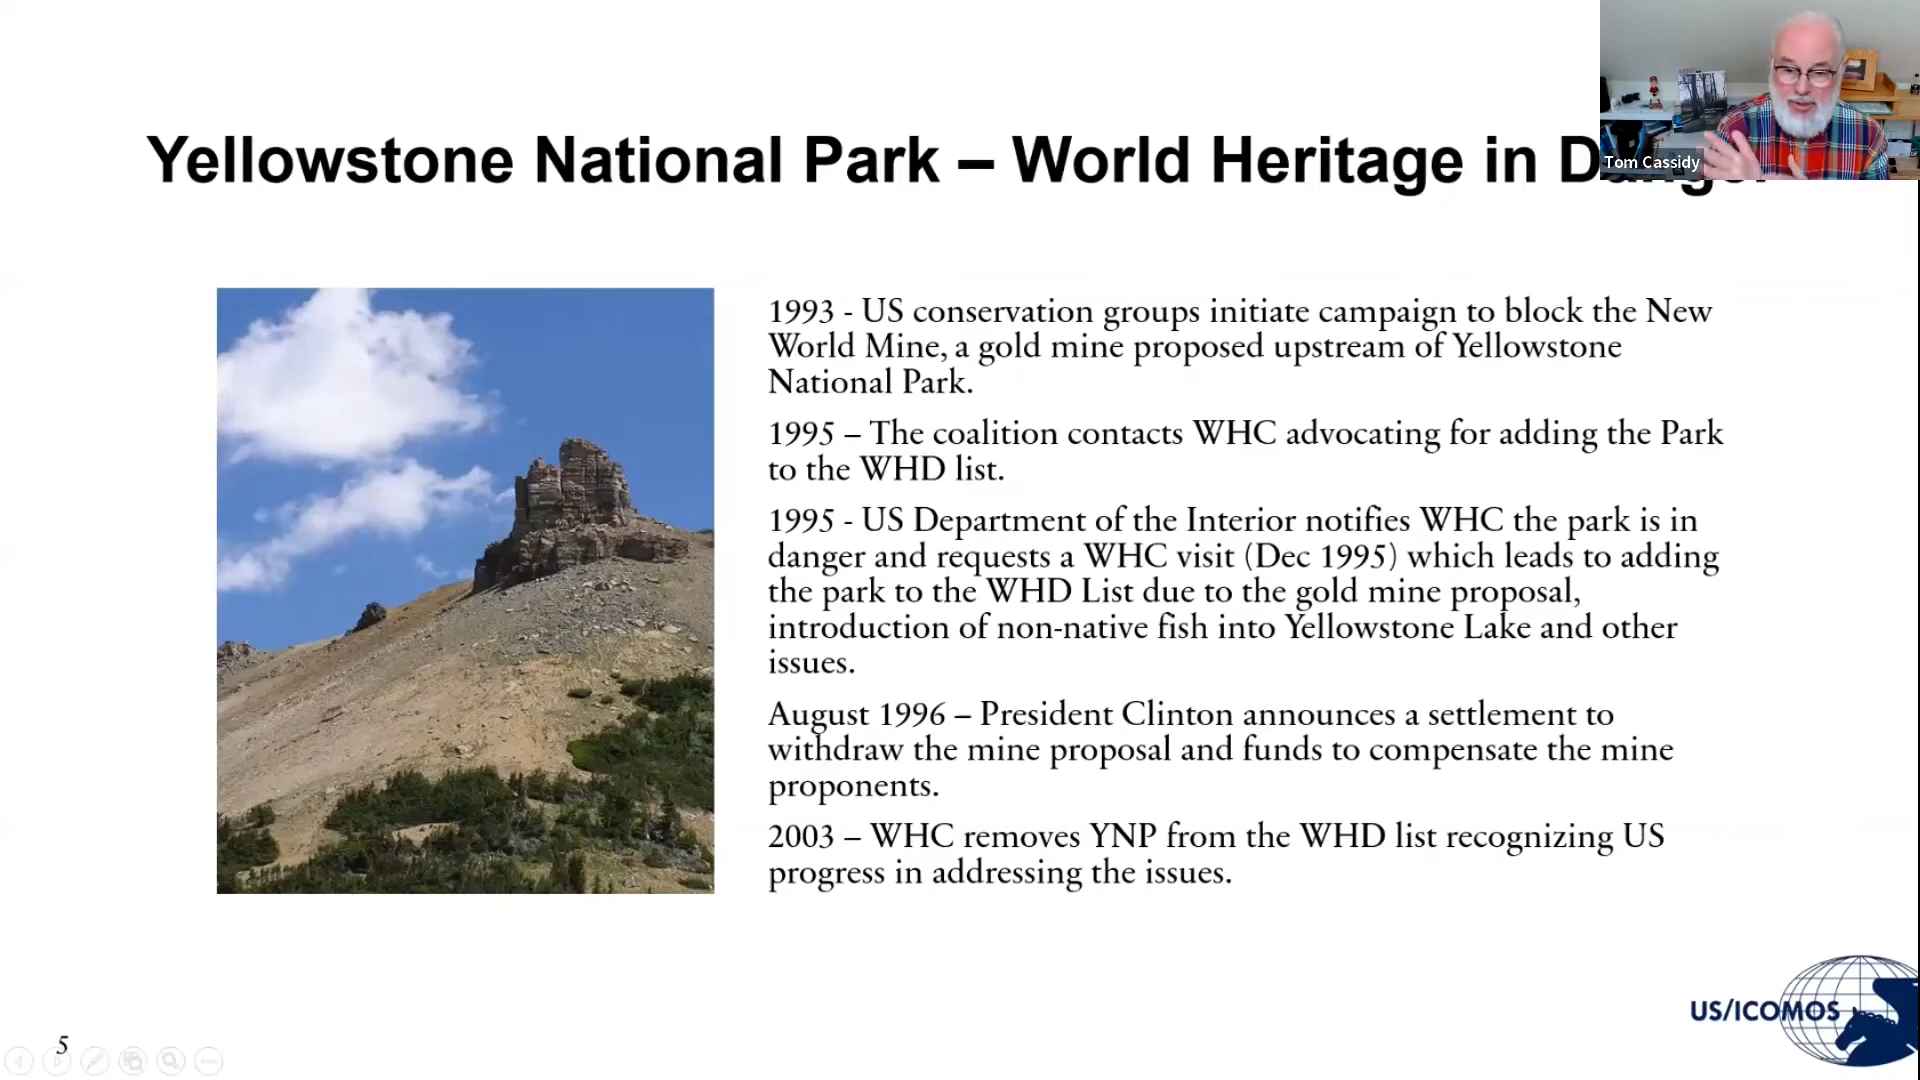 Yellowstone National Park – World Heritage in Danger
Tom Cassidy
1993 - US conservation groups initiate campaign to block the New
World Mine, a gold mine proposed upstream of Yellowstone
National Park.
1995 – The coalition contacts WHC advocating for adding the Park
to the WHD list.
1995 - US Department of the Interior notifies WHC the park is in
danger and requests a WHC visit (Dec 1995) which leads to adding
the park to the WHD List due to the gold mine proposal,
introduction of non-native fish into Yellowstone Lake and other
issues.
August 1996 – President Clinton announces a settlement to
withdraw the mine proposal and funds to compensate the mine
proponents.
2003 – WHC removes YNP from the WHD list recognizing US
progress in addressing the issues.
US/ICOMOS
5